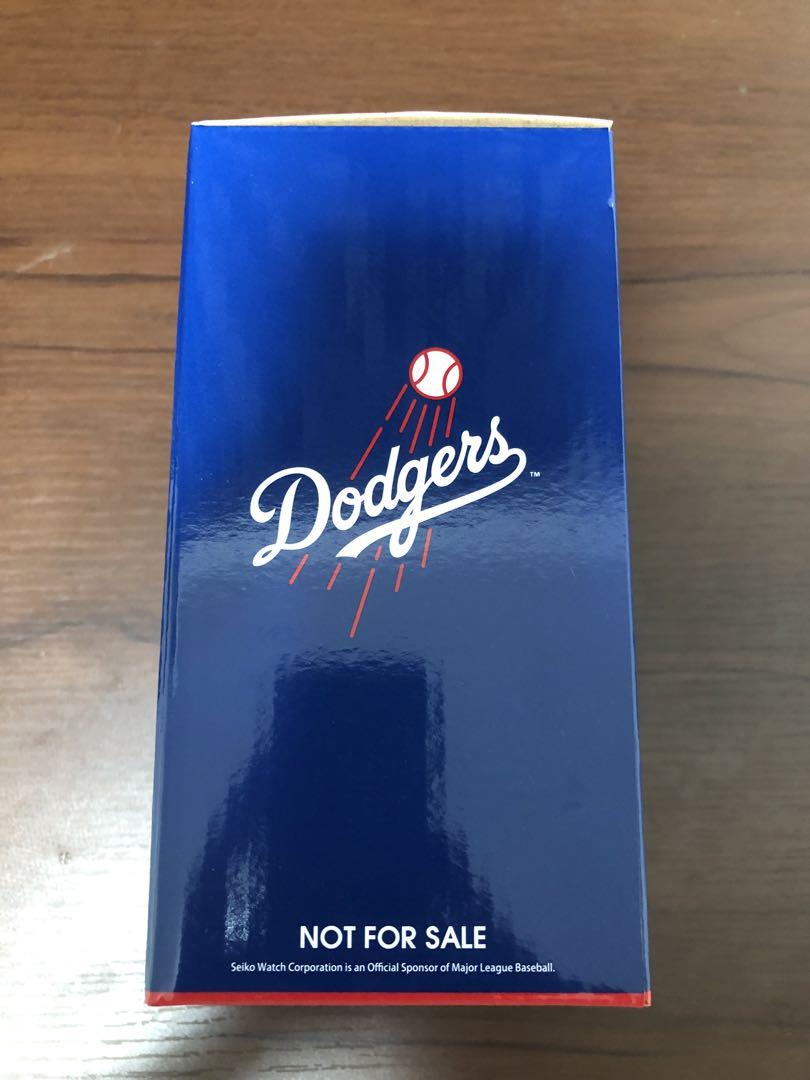 Dodgers™
NOT FOR SALE
Seiko Watch Corporation is an Official Sponsor of Major League Baseball.